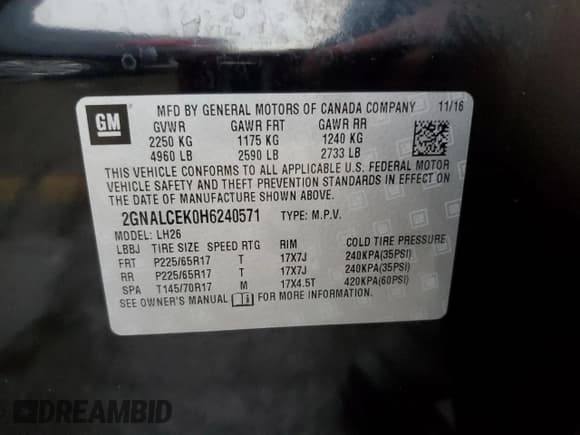 GM
MFD BY GENERAL MOTORS OF CANADA COMPANY 11/16
GVWR GAWR FRT GAWR RR
2250 KG 1175 KG 1240 KG
4960 LB 2590 LB 2733 LB
THIS VEHICLE CONFORMS TO ALL APPLICABLE U.S. FEDERAL MOTOR
VEHICLE SAFETY AND THEFT PREVENTION STANDARDS IN EFFECT ON
THE DATE OF MANUFACTURE SHOWN ABOVE.
2GNALCEK0H6240571 TYPE: M.P.V.
MODEL: LH26
LBBJ TIRE SIZE SPEED RTG RIM COLD TIRE PRESSURE
FRT P225/65R17 T 17X7J 240KPA(35PSI)
RR P225/65R17 T 17X7J 240KPA(35PSI)
SPA T145/70R17 M 17X4.5T 420KPA(60PSI)
SEE OWNER'S MANUAL FOR MORE INFORMATION
DREAMBID